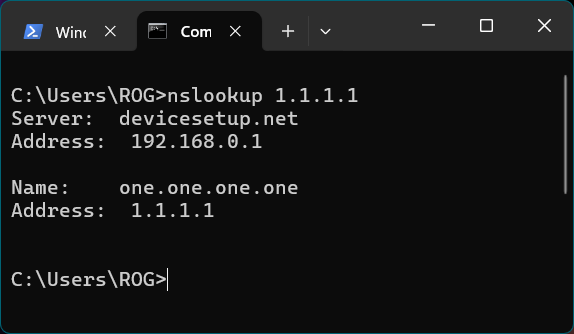 Winc
Com
C:\Users\ROG>nslookup 1.1.1.1
Server:  devicesetup.net
Address:  192.168.0.1
Name:    one.one.one.one
Address:  1.1.1.1
C:\Users\ROG>